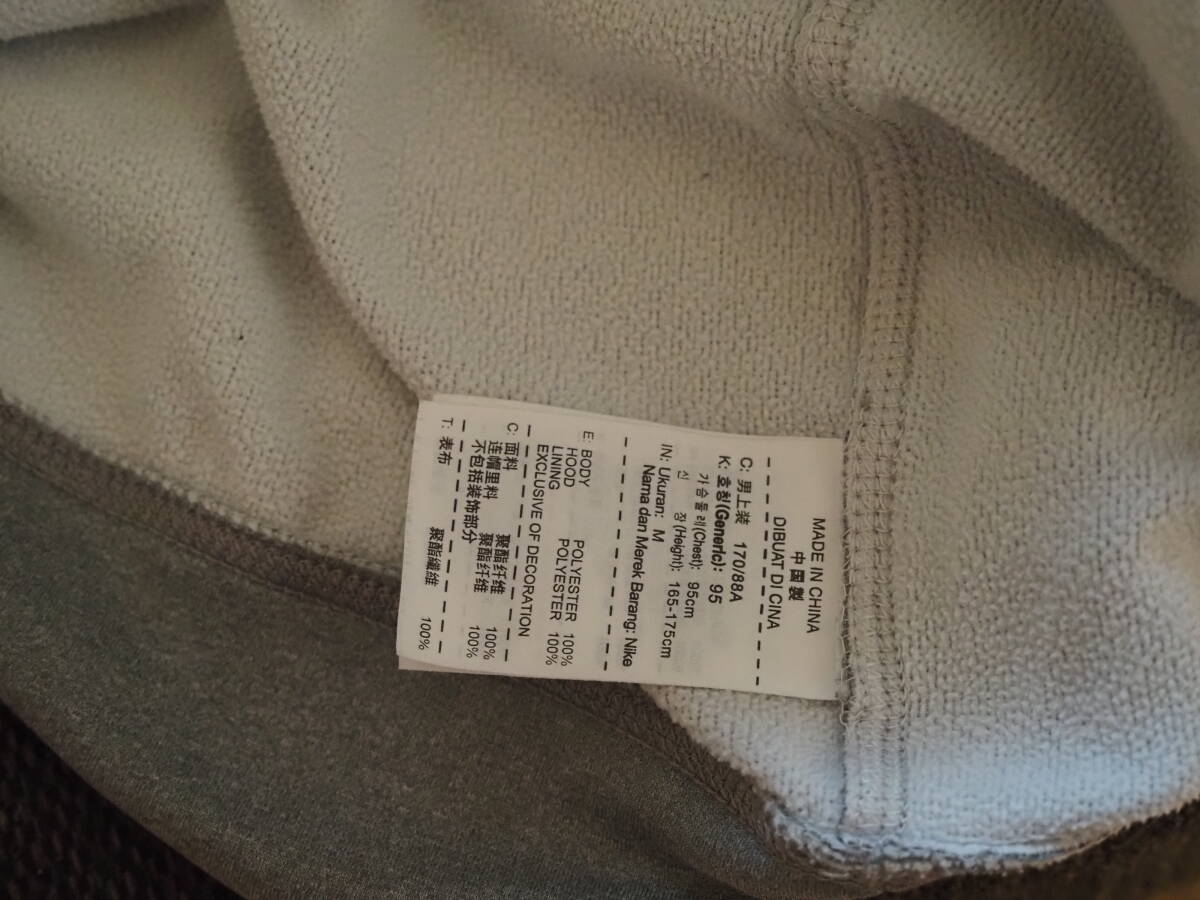 MADE IN CHINA
中国製
DIBUAT DI CINA
C: 男上装 170/88A
K: 호칭(Generic): 95
가슴둘레(Chest): 95cm
신 장(Height): 165-175cm
IN: Ukuran: M
Nama dan Merek Barang: Nike
E: BODY POLYESTER 100%
HOOD LINING POLYESTER 100%
EXCLUSIVE OF DECORATION
C: 面料 聚酯纤维 100%
连帽里料 聚酯纤维 100%
不包括装饰部分
T: 表布 聚酯纖維 100%